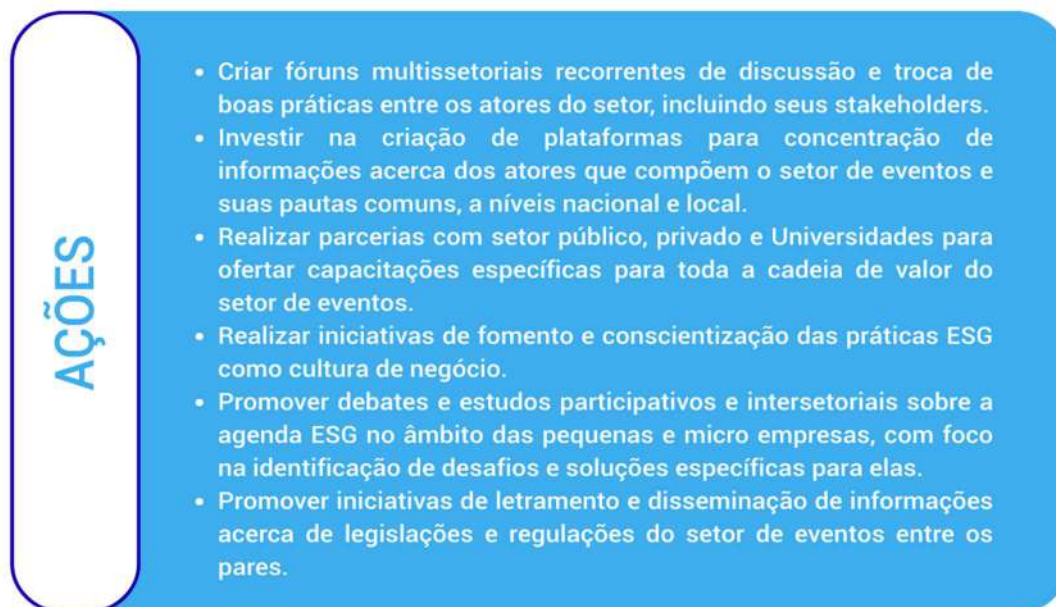 AÇÕES
• Criar fóruns multissetoriais recorrentes de discussão e troca de
boas práticas entre os atores do setor, incluindo seus stakeholders.
• Investir na criação de plataformas para concentração de
informações acerca dos atores que compõem o setor de eventos e
suas pautas comuns, a níveis nacional e local.
• Realizar parcerias com setor público, privado e Universidades para
ofertar capacitações específicas para toda a cadeia de valor do
setor de eventos.
• Realizar iniciativas de fomento e conscientização das práticas ESG
como cultura de negócio.
• Promover debates e estudos participativos e intersetoriais sobre a
agenda ESG no âmbito das pequenas e micro empresas, com foco
na identificação de desafios e soluções específicas para elas.
• Promover iniciativas de letramento e disseminação de informações
acerca de legislações e regulações do setor de eventos entre os
pares.